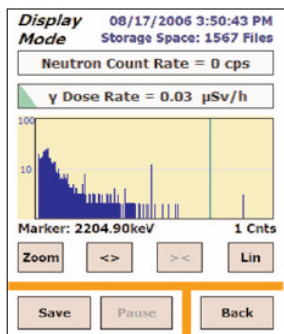 Display 08/17/2006 3:50:43 PM
Mode Storage Space: 1567 Files
Neutron Count Rate = 0 cps
γ Dose Rate = 0.03 µSv/h
100
10
Marker: 2204.90keV 1 Cnts
Zoom <> >< Lin
Save Pause Back